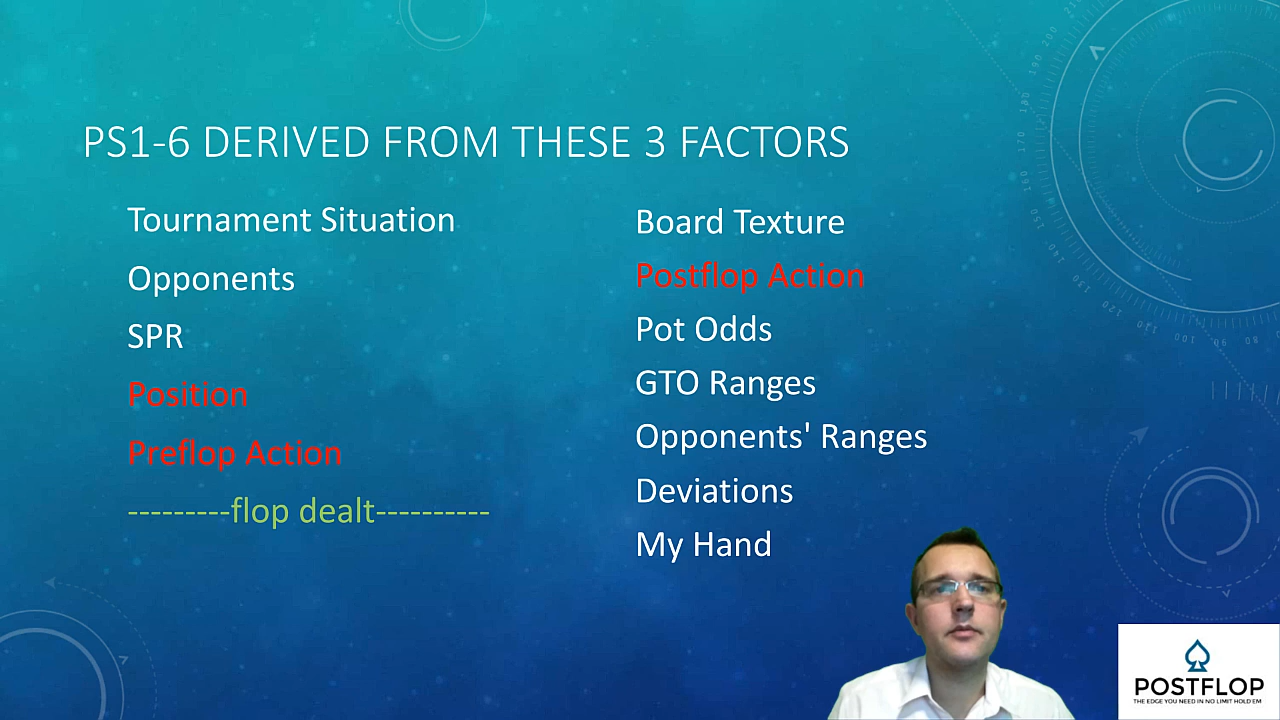 PS1-6 DERIVED FROM THESE 3 FACTORS
Tournament Situation
Opponents
SPR
Position
Preflop Action
---------flop dealt----------
Board Texture
Postflop Action
Pot Odds
GTO Ranges
Opponents' Ranges
Deviations
My Hand
POSTFLOP
THE EDGE YOU NEED IN NO LIMIT HOLD EM